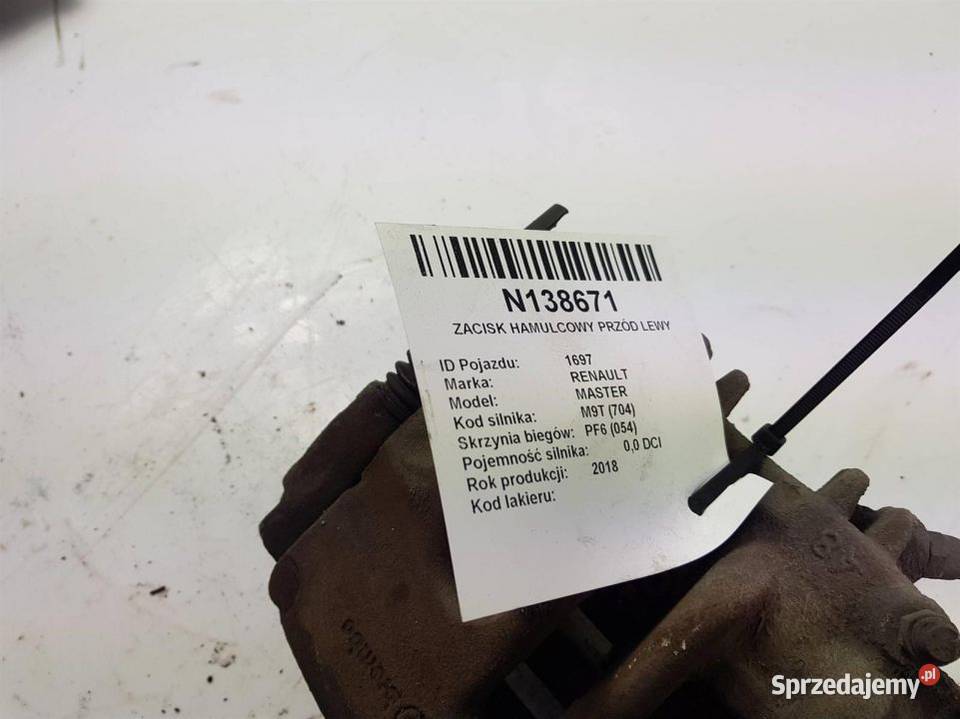 N138671
ZACISK HAMULCOWY PRZÓD LEWY
ID Pojazdu: 1697
Marka: RENAULT
Model: MASTER
Kod silnika: M9T (704)
Skrzynia biegów: PF6 (054)
Pojemność silnika: 0,0 DCI
Rok produkcji: 2018
Kod lakieru:
brembo
Sprzedajemy.pl